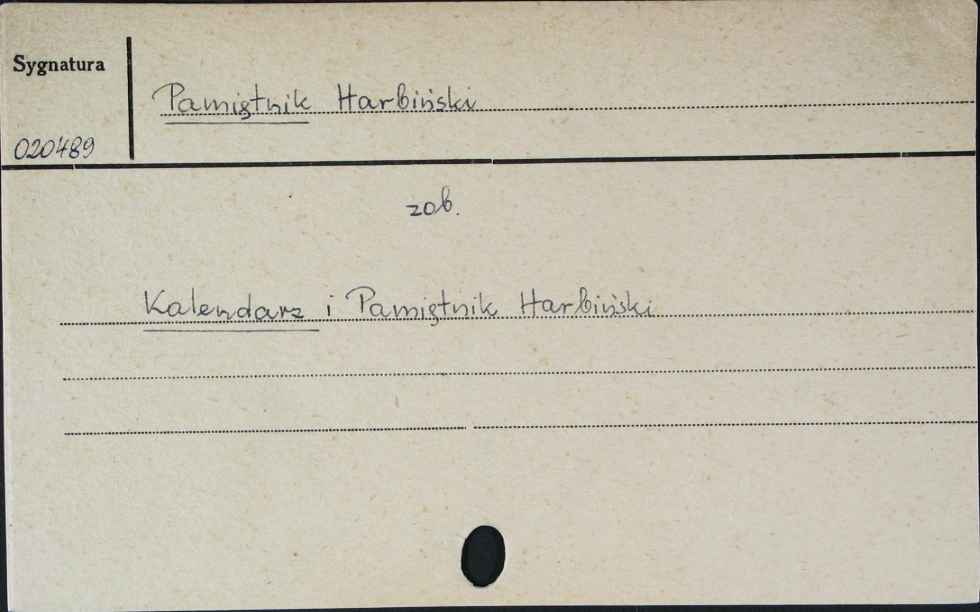 Sygnatura
Pamiętnik Harbiński
020489
zob.
Kalendarz i Pamiętnik Harbiński